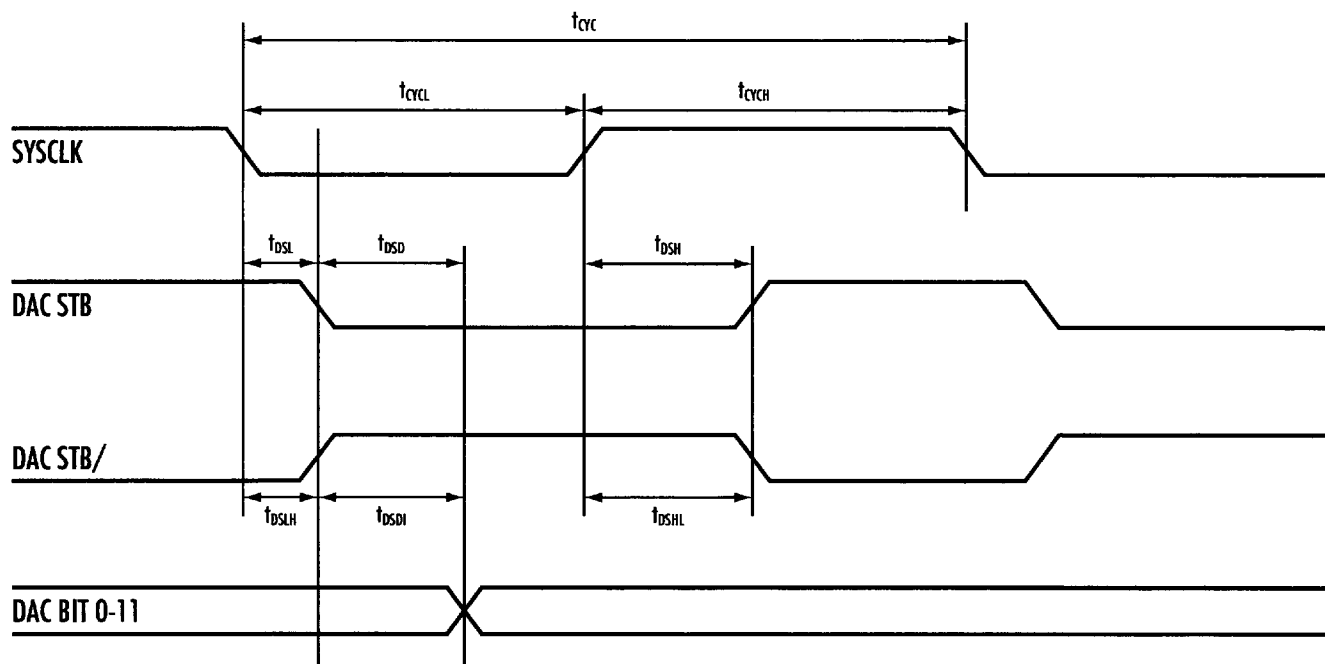 tCYC
tCYCL
tCYCH
SYSCLK
tDSL
tDSD
tDSH
DAC STB
DAC STB/
tDSLH
tDSDI
tDSHL
DAC BIT 0-11